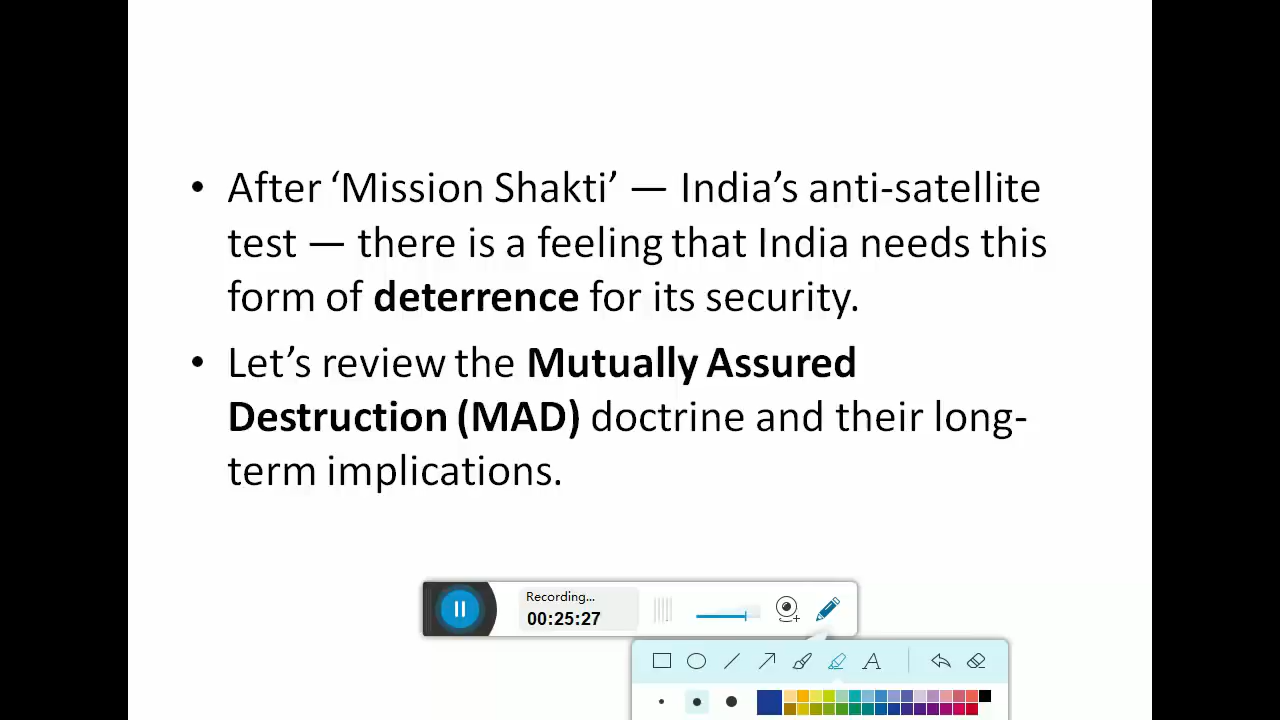 • After ‘Mission Shakti’ — India’s anti-satellite
test — there is a feeling that India needs this
form of deterrence for its security.
• Let’s review the Mutually Assured
Destruction (MAD) doctrine and their long-
term implications.
Recording...
00:25:27
A